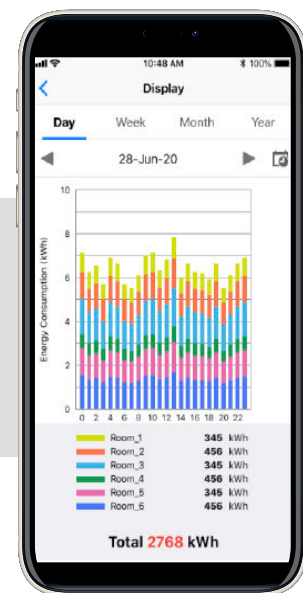 10:48 AM 100%
Display
Day Week Month Year
28-Jun-20
10
8
6
4
2
0
Energy Consumption (kWh)
0 2 4 6 8 10 12 14 16 18 20 22
Room_1 345 kWh
Room_2 456 kWh
Room_3 345 kWh
Room_4 456 kWh
Room_5 345 kWh
Room_6 456 kWh
Total 2768 kWh